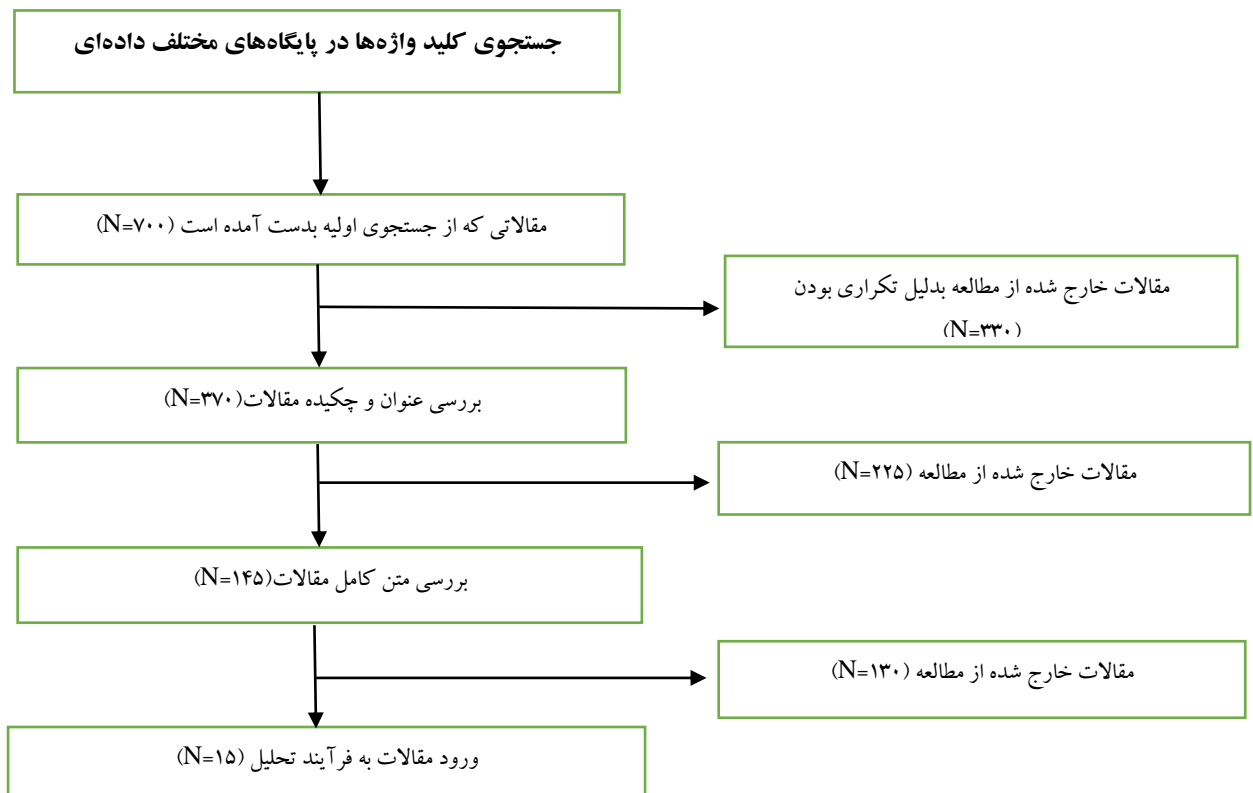 جستجوی کلید واژه‌ها در پایگاه‌های مختلف داده‌ای
مقالاتی که از جستجوی اولیه بدست آمده است (N=۷۰۰)
مقالات خارج شده از مطالعه بدلیل تکراری بودن
(N=۳۳۰)
بررسی عنوان و چکیده مقالات(N=۳۷۰)
مقالات خارج شده از مطالعه (N=۲۲۵)
بررسی متن کامل مقالات(N=۱۴۵)
مقالات خارج شده از مطالعه (N=۱۳۰)
ورود مقالات به فرآیند تحلیل (N=۱۵)